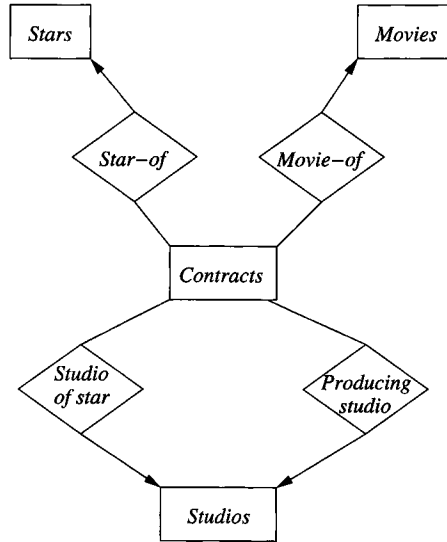 Stars
Movies
Star-of
Movie-of
Contracts
Studio
of star
Producing
studio
Studios